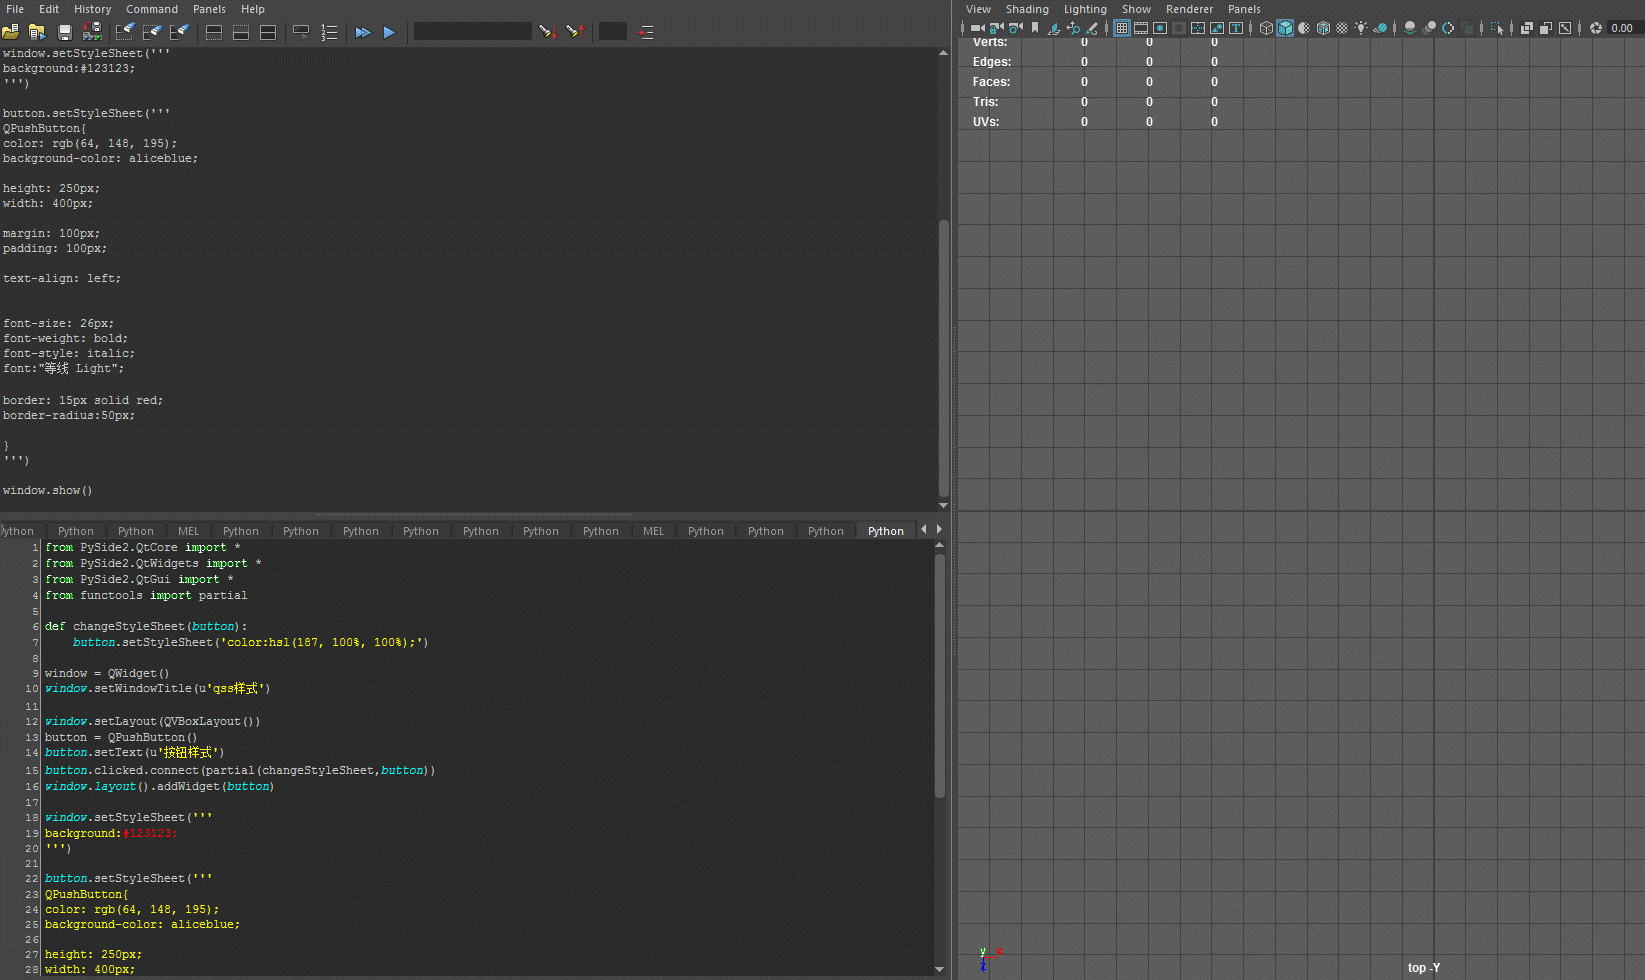 File Edit History Command Panels Help
window.setStyleSheet('''
background:#123123;
''')
button.setStyleSheet('''
QPushButton{
color: rgb(64, 148, 195);
background-color: aliceblue;
height: 250px;
width: 400px;
margin: 100px;
padding: 100px;
text-align: left;
font-size: 26px;
font-weight: bold;
font-style: italic;
font:"等线 Light";
border: 15px solid red;
border-radius:50px;
}
''')
window.show()
ython Python Python MEL Python Python Python Python Python Python Python MEL Python Python Python Python
1 from PySide2.QtCore import *
2 from PySide2.QtWidgets import *
3 from PySide2.QtGui import *
4 from functools import partial
5
6 def changeStyleSheet(button):
7 button.setStyleSheet('color:hsl(187, 100%, 100%);')
8
9 window = QWidget()
10 window.setWindowTitle(u'qss样式')
11
12 window.setLayout(QVBoxLayout())
13 button = QPushButton()
14 button.setText(u'按钮样式')
15 button.clicked.connect(partial(changeStyleSheet,button))
16 window.layout().addWidget(button)
17
18 window.setStyleSheet('''
19 background:#123123;
20 ''')
21
22 button.setStyleSheet('''
23 QPushButton{
24 color: rgb(64, 148, 195);
25 background-color: aliceblue;
26
27 height: 250px;
28 width: 400px;
View Shading Lighting Show Renderer Panels
0.00
Verts: 0 0 0
Edges: 0 0 0
Faces: 0 0 0
Tris: 0 0 0
UVs: 0 0 0
y x
z
top -Y